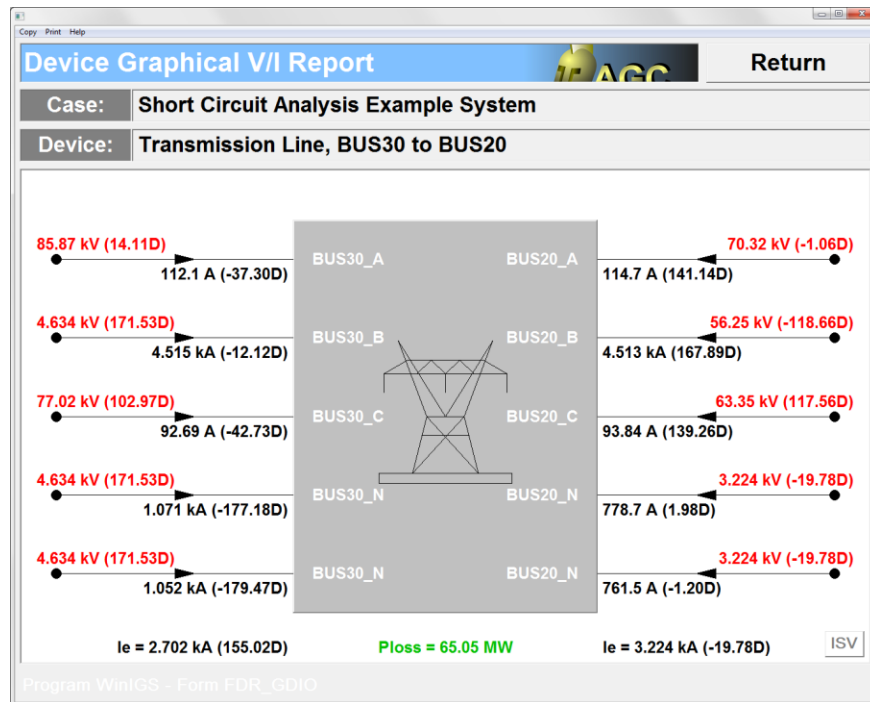 Copy Print Help
Device Graphical V/I Report
AGC
Return
Case: Short Circuit Analysis Example System
Device: Transmission Line, BUS30 to BUS20
85.87 kV (14.11D) 70.32 kV (-1.06D)
BUS30_A BUS20_A
112.1 A (-37.30D) 114.7 A (141.14D)
4.634 kV (171.53D) 56.25 kV (-118.66D)
BUS30_B BUS20_B
4.515 kA (-12.12D) 4.513 kA (167.89D)
77.02 kV (102.97D) 63.35 kV (117.56D)
BUS30_C BUS20_C
92.69 A (-42.73D) 93.84 A (139.26D)
4.634 kV (171.53D) 3.224 kV (-19.78D)
BUS30_N BUS20_N
1.071 kA (-177.18D) 778.7 A (1.98D)
4.634 kV (171.53D) 3.224 kV (-19.78D)
BUS30_N BUS20_N
1.052 kA (-179.47D) 761.5 A (-1.20D)
Ie = 2.702 kA (155.02D) Ploss = 65.05 MW Ie = 3.224 kA (-19.78D) ISV
Program WinIGS - Form FDR_GDIO